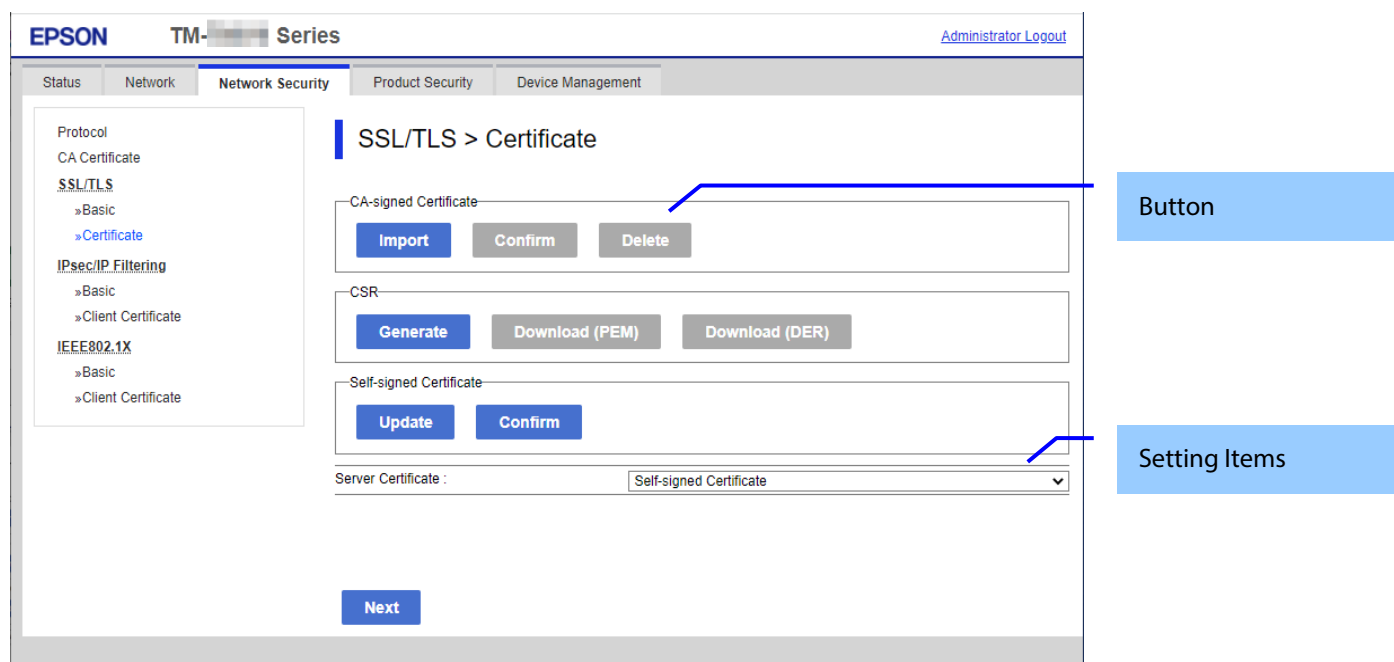 EPSON TM- Series Administrator Logout
Status Network Network Security Product Security Device Management
Protocol
CA Certificate
SSL/TLS
»Basic
»Certificate
IPsec/IP Filtering
»Basic
»Client Certificate
IEEE802.1X
»Basic
»Client Certificate
SSL/TLS > Certificate
CA-signed Certificate
Import Confirm Delete
CSR
Generate Download (PEM) Download (DER)
Self-signed Certificate
Update Confirm
Server Certificate : Self-signed Certificate
Next
Button
Setting Items